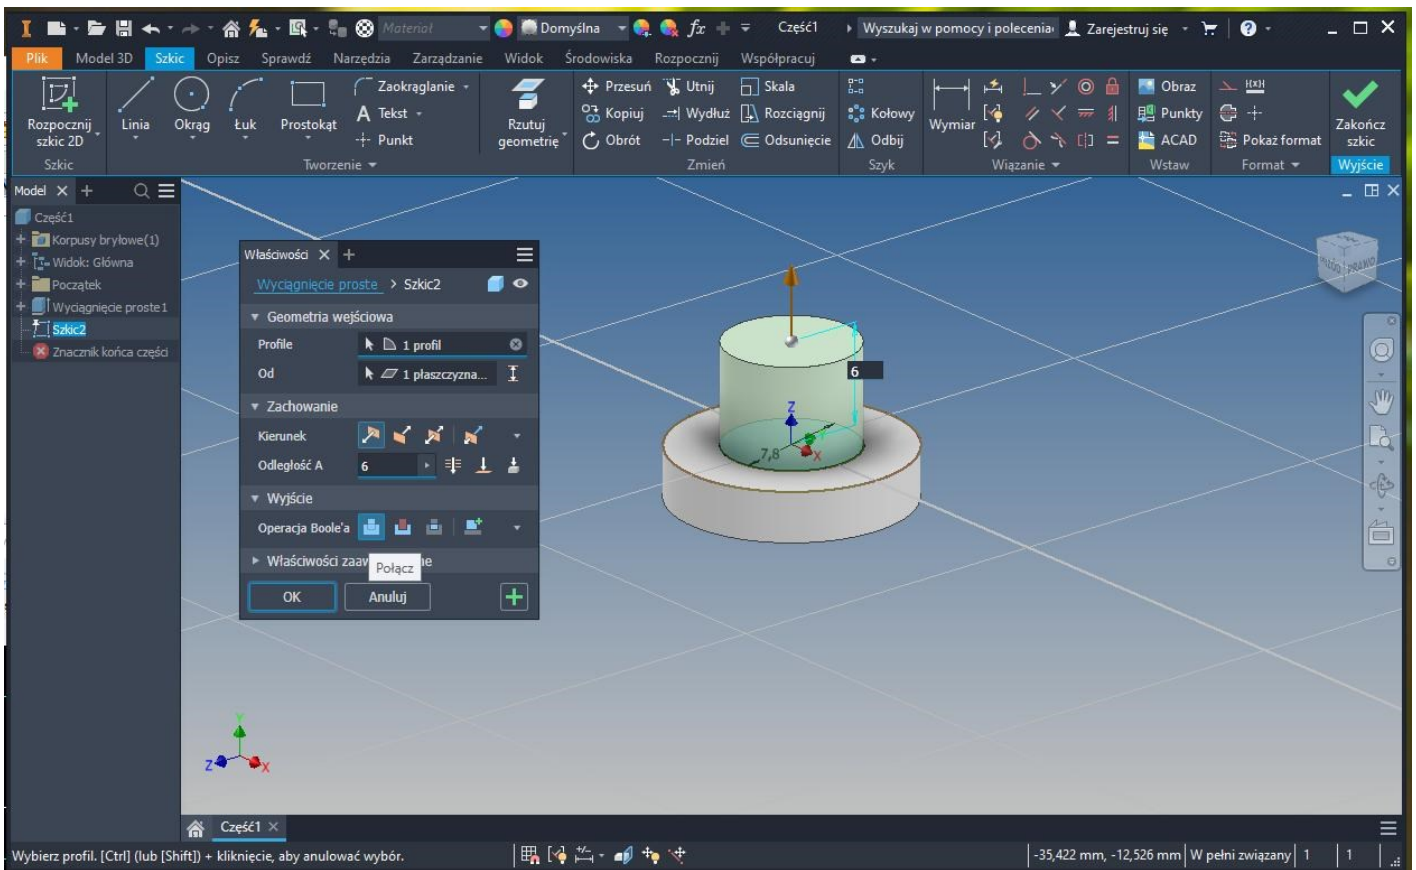 Materiał
Domyślna
fx
Część1
Wyszukaj w pomocy i polecenia
Zarejestruj się
Plik Model 3D Szkic Opisz Sprawdź Narzędzia Zarządzanie Widok Środowiska Rozpocznij Współpracuj
Rozpocznij
szkic 2D
Linia
Okrąg
Łuk
Prostokąt
Zaokrąglanie
Tekst
Punkt
Rzutuj
geometrię
Przesuń Utnij Skala
Kopiuj Wydłuż Rozciągnij
Obrót Podziel Odsunięcie
Kołowy
Odbij
Wymiar
Obraz
Punkty
ACAD
Pokaż format
Zakończ
szkic
Szkic Tworzenie Zmień Szyk Wiązanie Wstaw Format Wyjście
Model
Część1
Korpusy bryłowe(1)
Widok: Główna
Początek
Wyciągnięcie proste1
Szkic2
Znacznik końca części
Właściwości
Wyciągnięcie proste > Szkic2
Geometria wejściowa
Profile 1 profil
Od 1 płaszczyzna...
Zachowanie
Kierunek
Odległość A 6
Wyjście
Operacja Boole'a
Właściwości zaaw ne
Połącz
OK Anuluj
6
Z
7,8
X
PRAWO
Y
Z
X
Część1
Wybierz profil. [Ctrl] (lub [Shift]) + kliknięcie, aby anulować wybór.
-35,422 mm, -12,526 mm W pełni związany 1 1